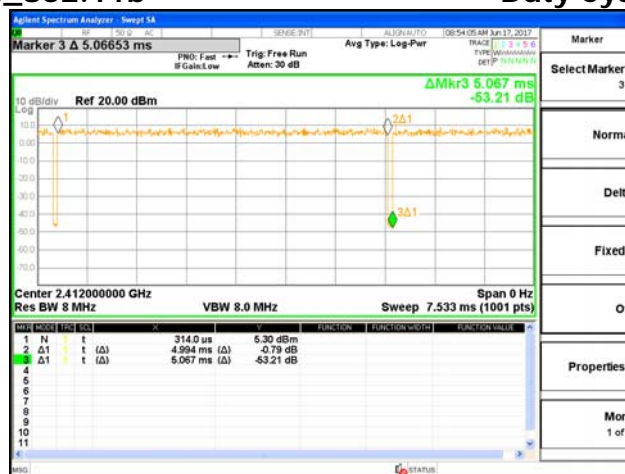 Agilent Spectrum Analyzer - Swept SA
RF 50 Ω AC SENSE:INT ALIGN AUTO 08:54:05 AM Jun 17, 2017
Marker 3 Δ 5.06653 ms
PNO: Fast
IFGain:Low
Trig: Free Run
Atten: 30 dB
Avg Type: Log-Pwr
TRACE 1 2 3 4 5 6
TYPE
DET P N N N N N
ΔMkr3 5.067 ms
-53.21 dB
10 dB/div Ref 20.00 dBm
Log
10.0
0.00
-10.0
-20.0
-30.0
-40.0
-50.0
-60.0
-70.0
1
2Δ1
3Δ1
Center 2.412000000 GHz Span 0 Hz
Res BW 8 MHz VBW 8.0 MHz Sweep 7.533 ms (1001 pts)
MKR MODE TRC SCL X Y FUNCTION FUNCTION WIDTH FUNCTION VALUE
1 N 1 t 314.0 us 5.30 dBm
2 Δ1 1 t (Δ) 4.994 ms (Δ) -0.79 dB
3 Δ1 1 t (Δ) 5.067 ms (Δ) -53.21 dB
4
5
6
7
8
9
10
11
MSG STATUS
Marker
Select Marker
3
Norma
Delt
Fixed
O
Properties
Mor
1 of